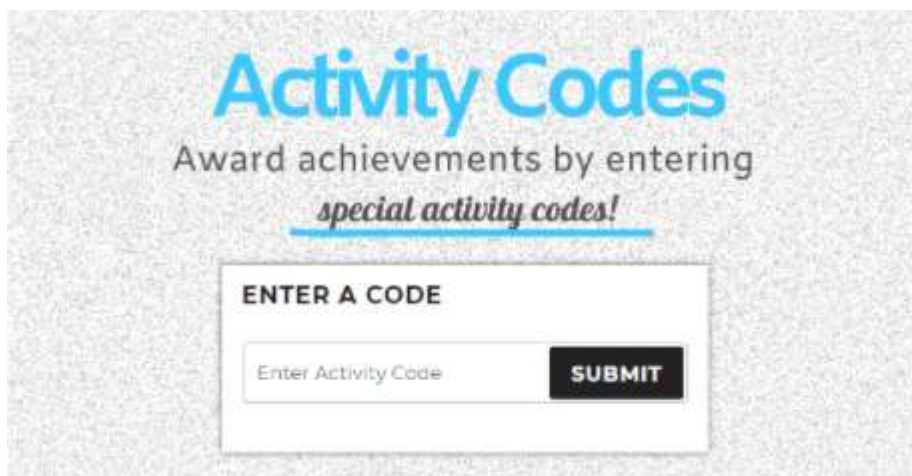 Activity Codes
Award achievements by entering
special activity codes!
ENTER A CODE
Enter Activity Code
SUBMIT